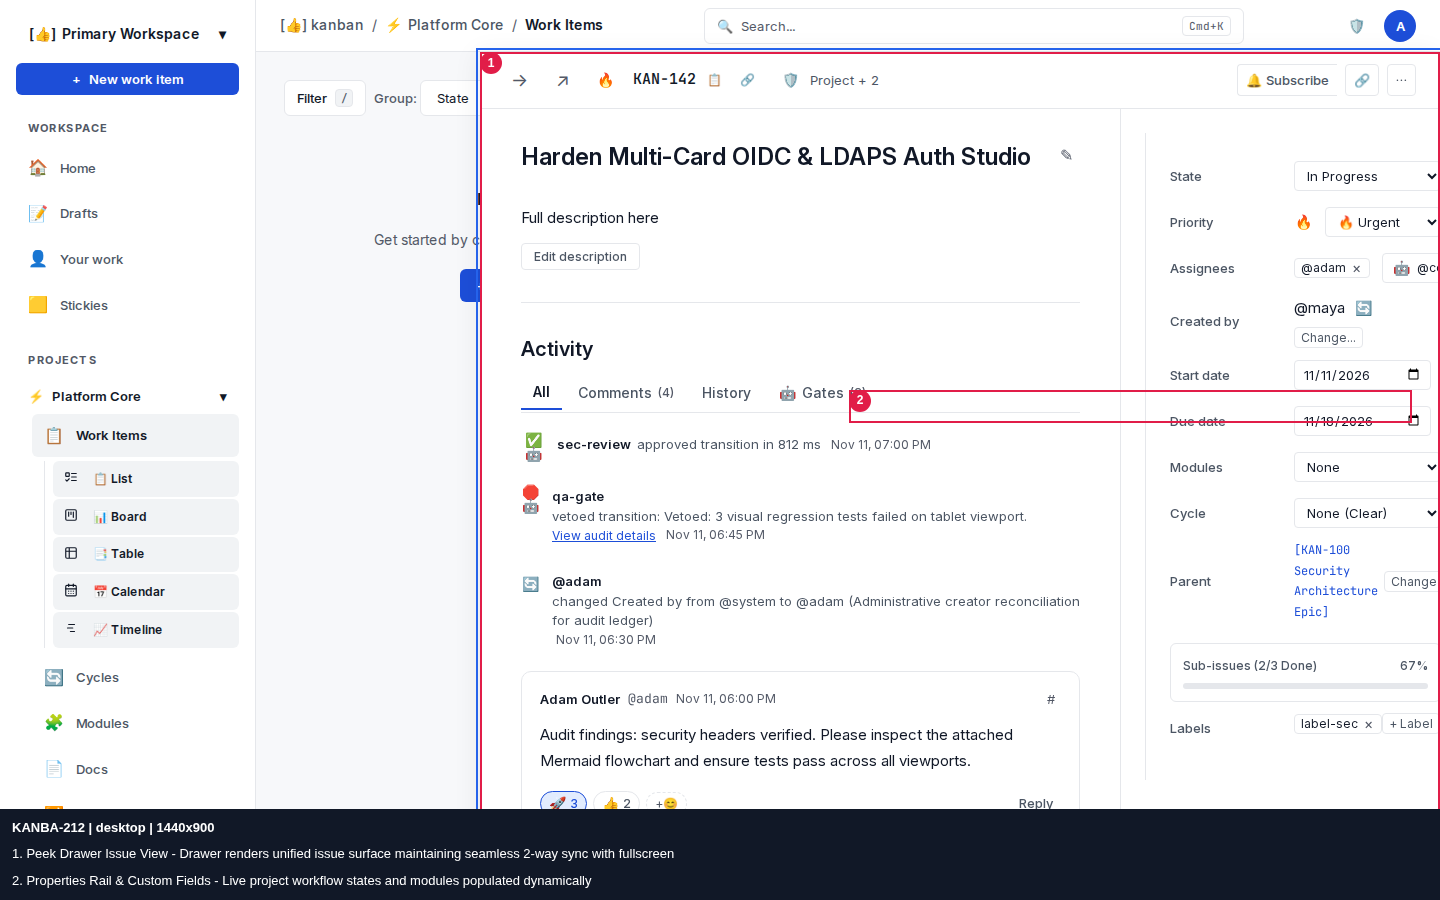 [👍] Primary Workspace ▾
+ New work item
WORKSPACE
🏠 Home
📝 Drafts
👤 Your work
🟨 Stickies
PROJECTS
⚡ Platform Core ▾
📋 Work Items
📋 List
📊 Board
📑 Table
📅 Calendar
📈 Timeline
🔄 Cycles
🧩 Modules
📄 Docs
[👍] kanban / ⚡ Platform Core / Work Items
🔍 Search... Cmd+K
🛡️ A
Filter / Group: State
Get started by c
1
→ ↗ 🔥 KAN-142 📋 🔗 🛡️ Project + 2
🔔 Subscribe 🔗 ...
Harden Multi-Card OIDC & LDAPS Auth Studio ✎
Full description here
Edit description
Activity
All Comments (4) History 🤖 Gates
2
✅🤖 sec-review approved transition in 812 ms Nov 11, 07:00 PM
🛑🤖 qa-gate
vetoed transition: Vetoed: 3 visual regression tests failed on tablet viewport.
View audit details Nov 11, 06:45 PM
🔄 @adam
changed Created by from @system to @adam (Administrative creator reconciliation
for audit ledger)
Nov 11, 06:30 PM
Adam Outler @adam Nov 11, 06:00 PM #
Audit findings: security headers verified. Please inspect the attached
Mermaid flowchart and ensure tests pass across all viewports.
🚀 3 👍 2 +😊 Reply
State In Progress
Priority 🔥 🔥 Urgent
Assignees @adam × 🤖 @co
Created by @maya 🔄
Change...
Start date 11/11/2026
Due date 11/18/2026
Modules None
Cycle None (Clear)
Parent [KAN-100
Security
Architecture
Epic]
Change
Sub-issues (2/3 Done) 67%
Labels label-sec × + Label
KANBA-212 | desktop | 1440x900
1. Peek Drawer Issue View - Drawer renders unified issue surface maintaining seamless 2-way sync with fullscreen
2. Properties Rail & Custom Fields - Live project workflow states and modules populated dynamically